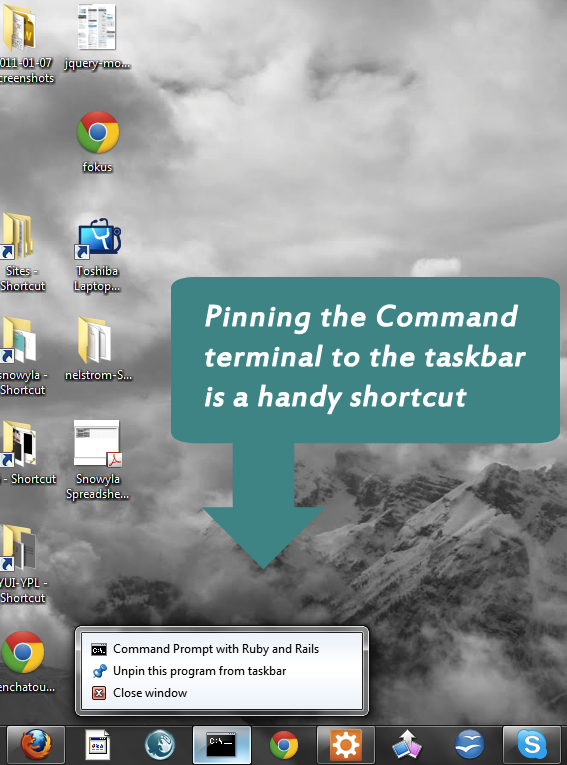 011-01-07
creenshots
jquery-mo...
fokus
Sites -
Shortcut
Toshiba
Laptop...
snowyla -
Shortcut
nelstrom-S...
- Shortcut
Snowyla
Spreadshe...
YUI-YPL -
Shortcut
enchatou...
Pinning the Command
terminal to the taskbar
is a handy shortcut
Command Prompt with Ruby and Rails
Unpin this program from taskbar
Close window
C:\_